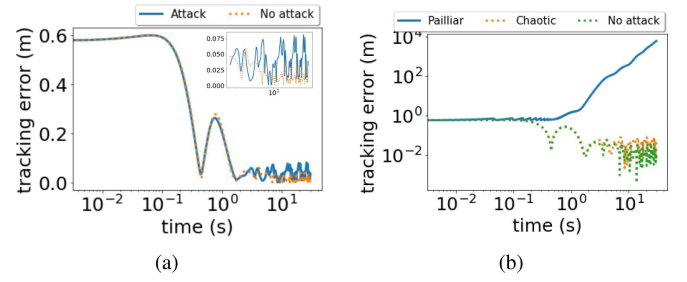 Attack No attack
tracking error (m)
0.6
0.4
0.2
0.0
0.075
0.050
0.025
0.000
10¹
10⁻² 10⁻¹ 10⁰ 10¹
time (s)
(a)
Pailliar Chaotic No attack
tracking error (m)
10⁴
10²
10⁰
10⁻²
10⁻² 10⁻¹ 10⁰ 10¹
time (s)
(b)